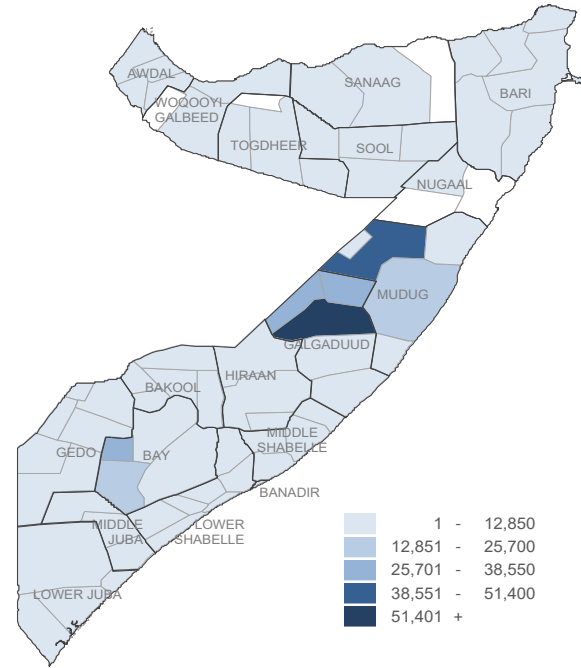 AWDAL
WOQOOYI
GALBEED
SANAAG
BARI
TOGDHEER
SOOL
NUGAAL
MUDUG
GALGADUUD
HIRAAN
BAKOOL
MIDDLE
SHABELLE
GEDO
BAY
BANADIR
MIDDLE
JUBA
LOWER
SHABELLE
LOWER JUBA
1 - 12,850
12,851 - 25,700
25,701 - 38,550
38,551 - 51,400
51,401 +